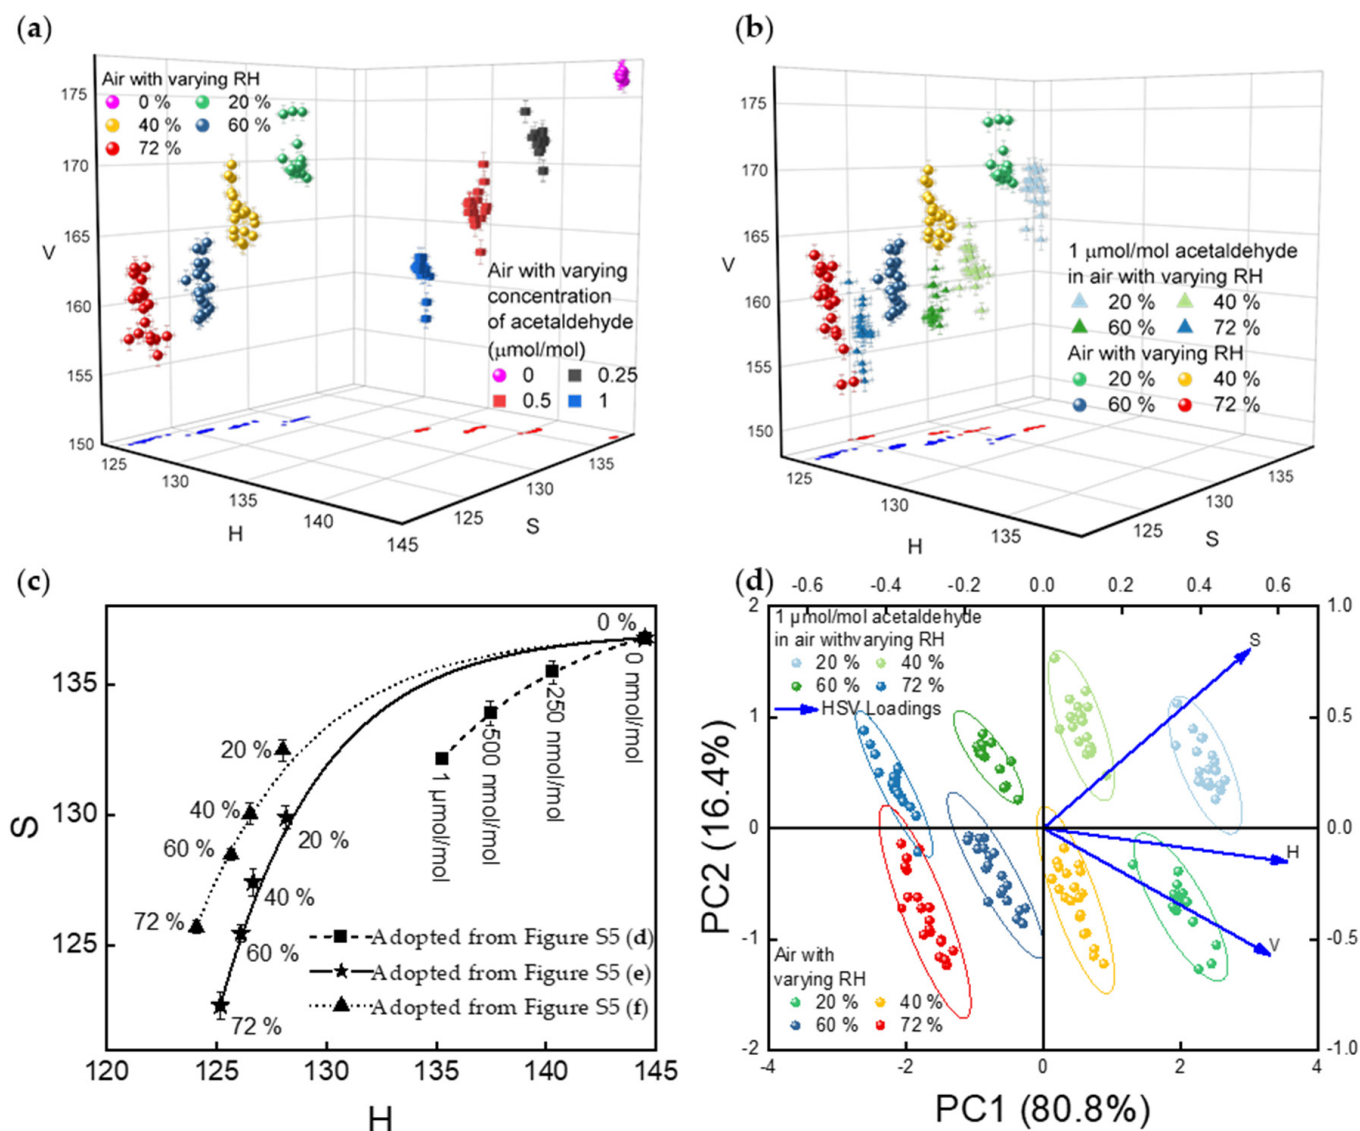 (a)
Air with varying RH
0 %
20 %
40 %
60 %
72 %
175
170
165
V
160
155
150
125
130
135
H
140
145
125
130
135
S
Air with varying
concentration
of acetaldehyde
(μmol/mol)
0
0.25
0.5
1
(b)
175
170
165
V
160
155
150
125
130
135
H
125
130
135
S
1 μmol/mol acetaldehyde
in air with varying RH
20 %
40 %
60 %
72 %
Air with varying RH
20 %
40 %
60 %
72 %
(c)
135
130
125
S
120
125
130
135
140
145
H
0 %
0 nmol/mol
250 nmol/mol
500 nmol/mol
1 μmol/mol
20 %
40 %
60 %
72 %
20 %
40 %
60 %
72 %
Adopted from Figure S5 (d)
Adopted from Figure S5 (e)
Adopted from Figure S5 (f)
(d)
-0.6
-0.4
-0.2
0.0
0.2
0.4
0.6
2
1
0
-1
-2
PC2 (16.4%)
1.0
0.5
0.0
-0.5
-1.0
1 μmol/mol acetaldehyde
in air withvarying RH
20 %
40 %
60 %
72 %
HSV Loadings
S
H
V
Air with
varying RH
20 %
40 %
60 %
72 %
-4
-2
0
2
4
PC1 (80.8%)